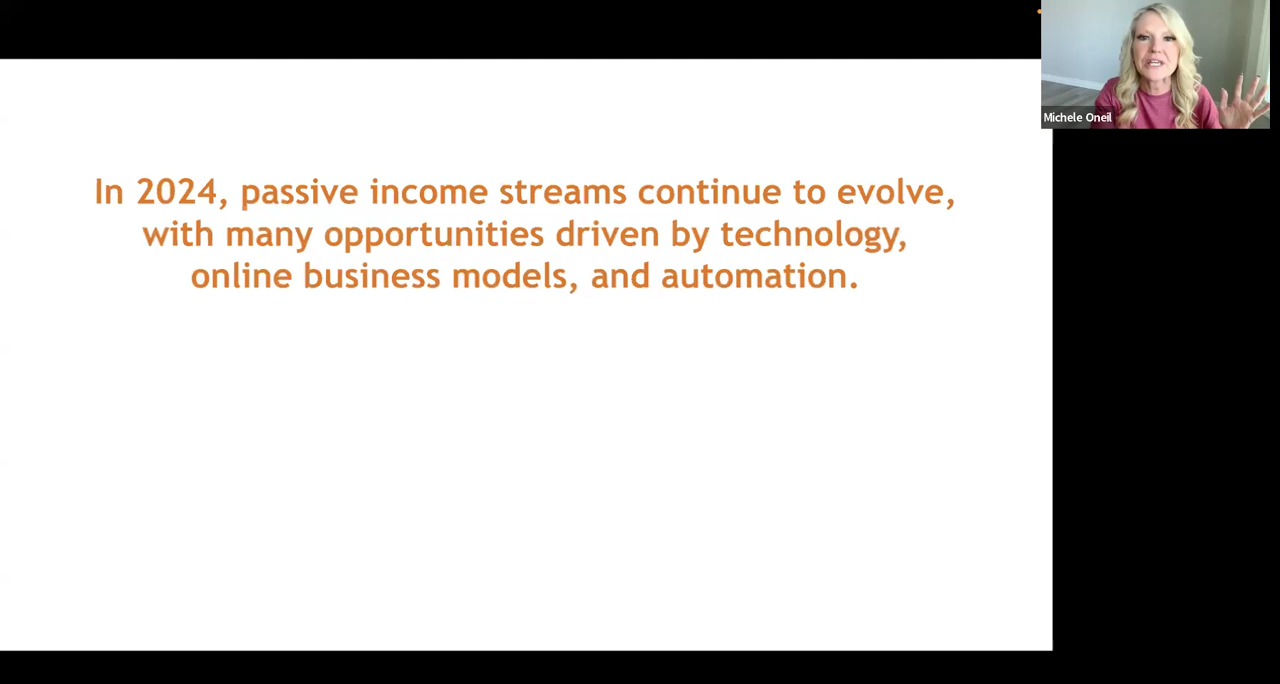 In 2024, passive income streams continue to evolve,
with many opportunities driven by technology,
online business models, and automation.
Michele Oneil